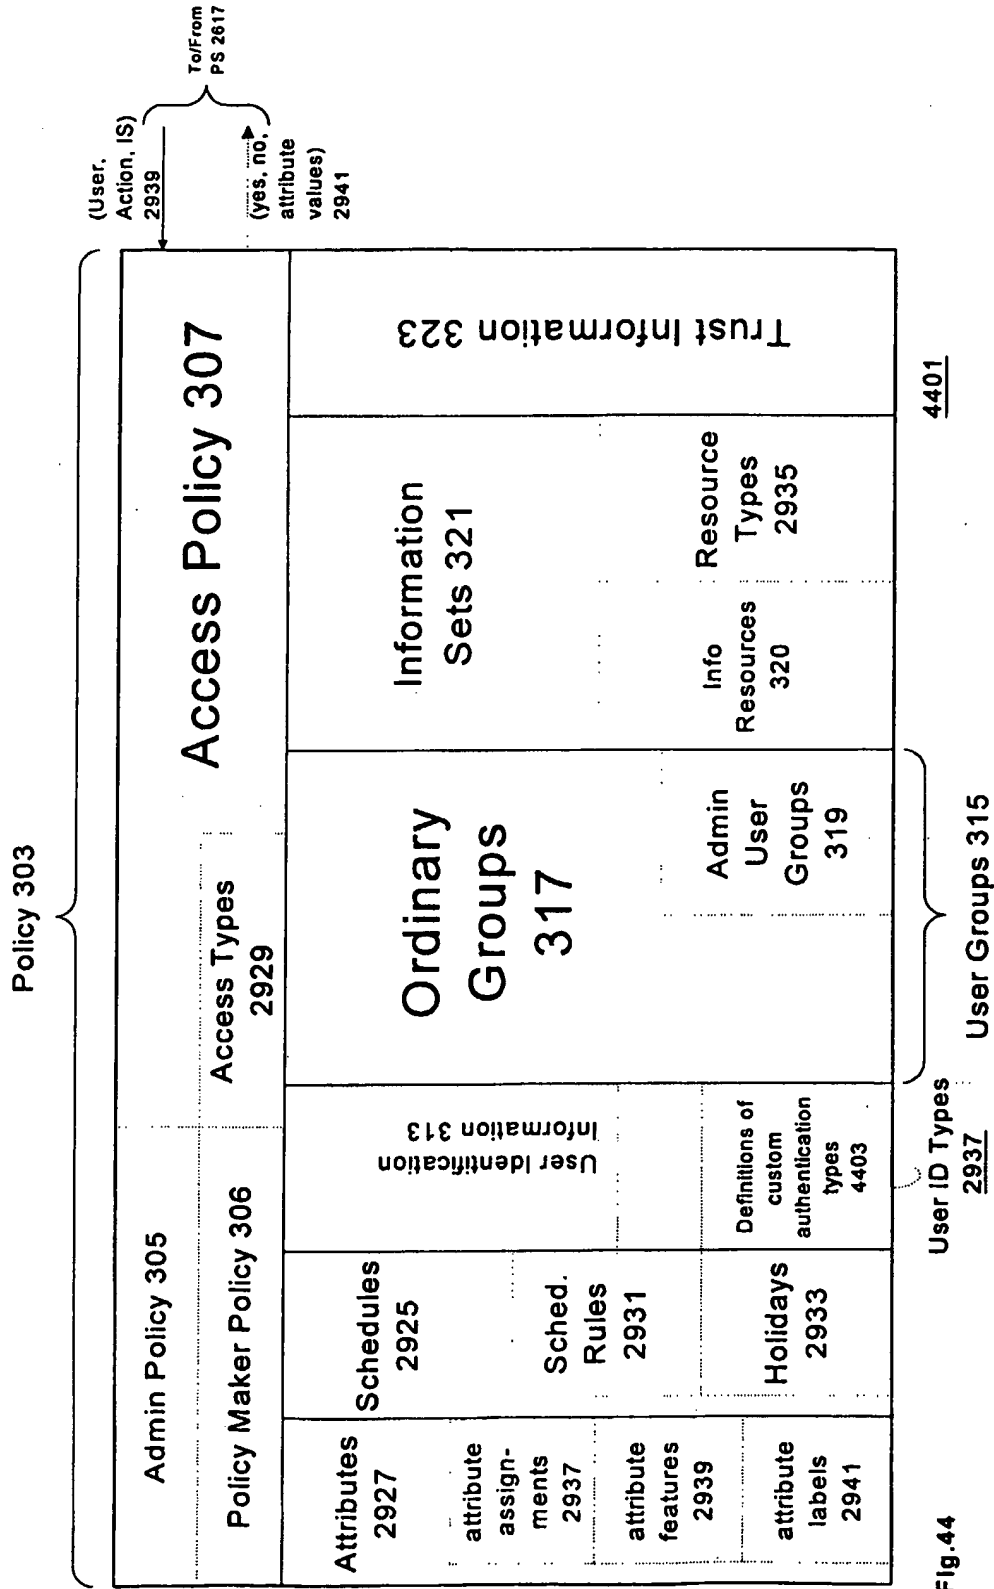 Policy 303
(User,
Action, IS)
2939
To/From
PS 2617
(yes, no,
attribute
values)
2941
Admin Policy 305
Policy Maker Policy 306
Access Types
2929
Access Policy 307
Attributes
2927
attribute
assign-
ments
2937
attribute
features
2939
attribute
labels
2941
Schedules
2925
Sched.
Rules
2931
Holidays
2933
User Identification
Information 313
Definitions of
custom
authentication
types
4403
Ordinary
Groups
317
Admin
User
Groups
319
Information
Sets 321
Info
Resources
320
Resource
Types
2935
Trust Information 323
User ID Types
2937
User Groups 315
4401
Fig.44